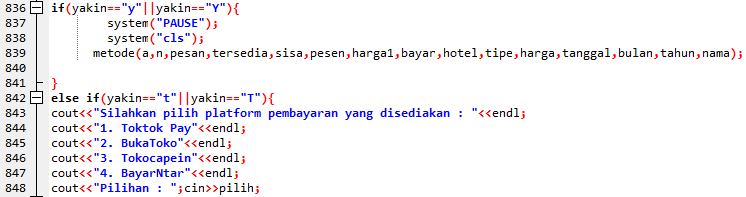 836 if(yakin=="y"||yakin=="Y"){
837 system("PAUSE");
838 system("cls");
839 metode(a,n,pesan,tersedia,sisa,pesen,harga1,bayar,hotel,tipe,harga,tanggal,bulan,tahun,nama);
840
841 }
842 else if(yakin=="t"||yakin=="T"){
843 cout<<"Silahkan pilih platform pembayaran yang disediakan : "<<endl;
844 cout<<"1. Toktok Pay"<<endl;
845 cout<<"2. BukaToko"<<endl;
846 cout<<"3. Tokocapein"<<endl;
847 cout<<"4. BayarNtar"<<endl;
848 cout<<"Pilihan : ";cin>>pilih;